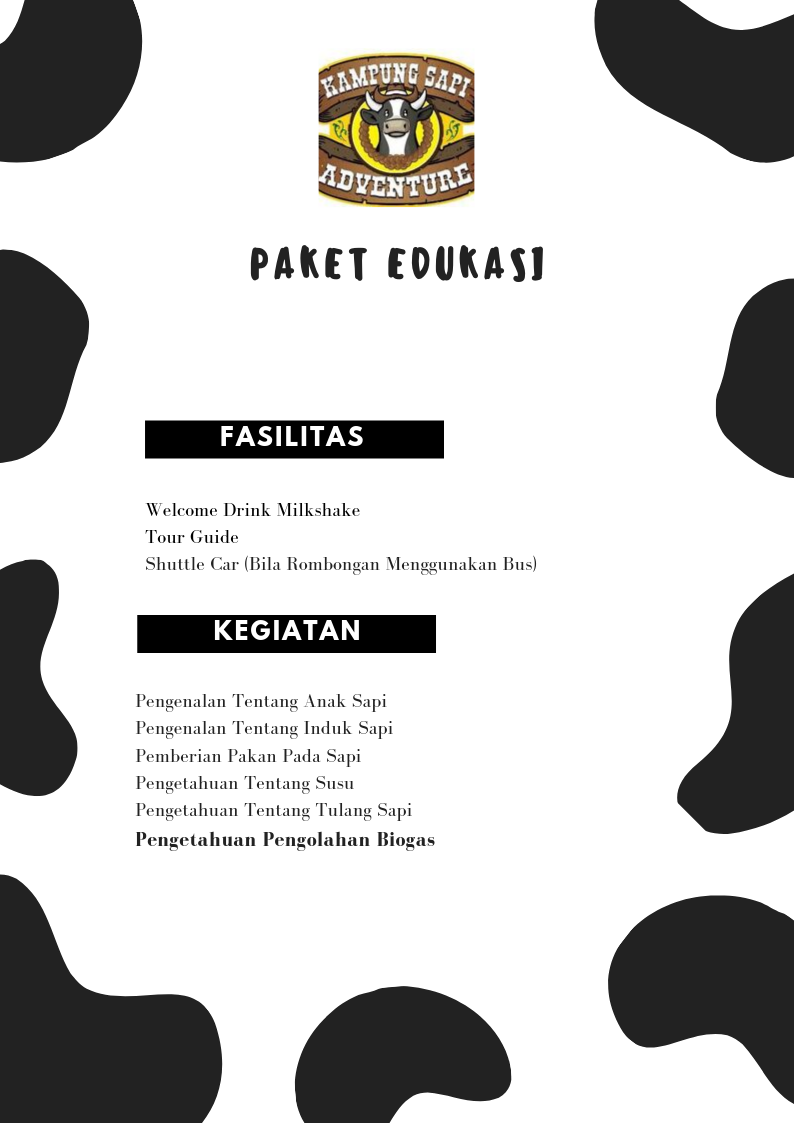 KAMPUNG SAPI
ADVENTURE
PAKET EDUKASI
FASILITAS
Welcome Drink Milkshake
Tour Guide
Shuttle Car (Bila Rombongan Menggunakan Bus)
KEGIATAN
Pengenalan Tentang Anak Sapi
Pengenalan Tentang Induk Sapi
Pemberian Pakan Pada Sapi
Pengetahuan Tentang Susu
Pengetahuan Tentang Tulang Sapi
Pengetahuan Pengolahan Biogas